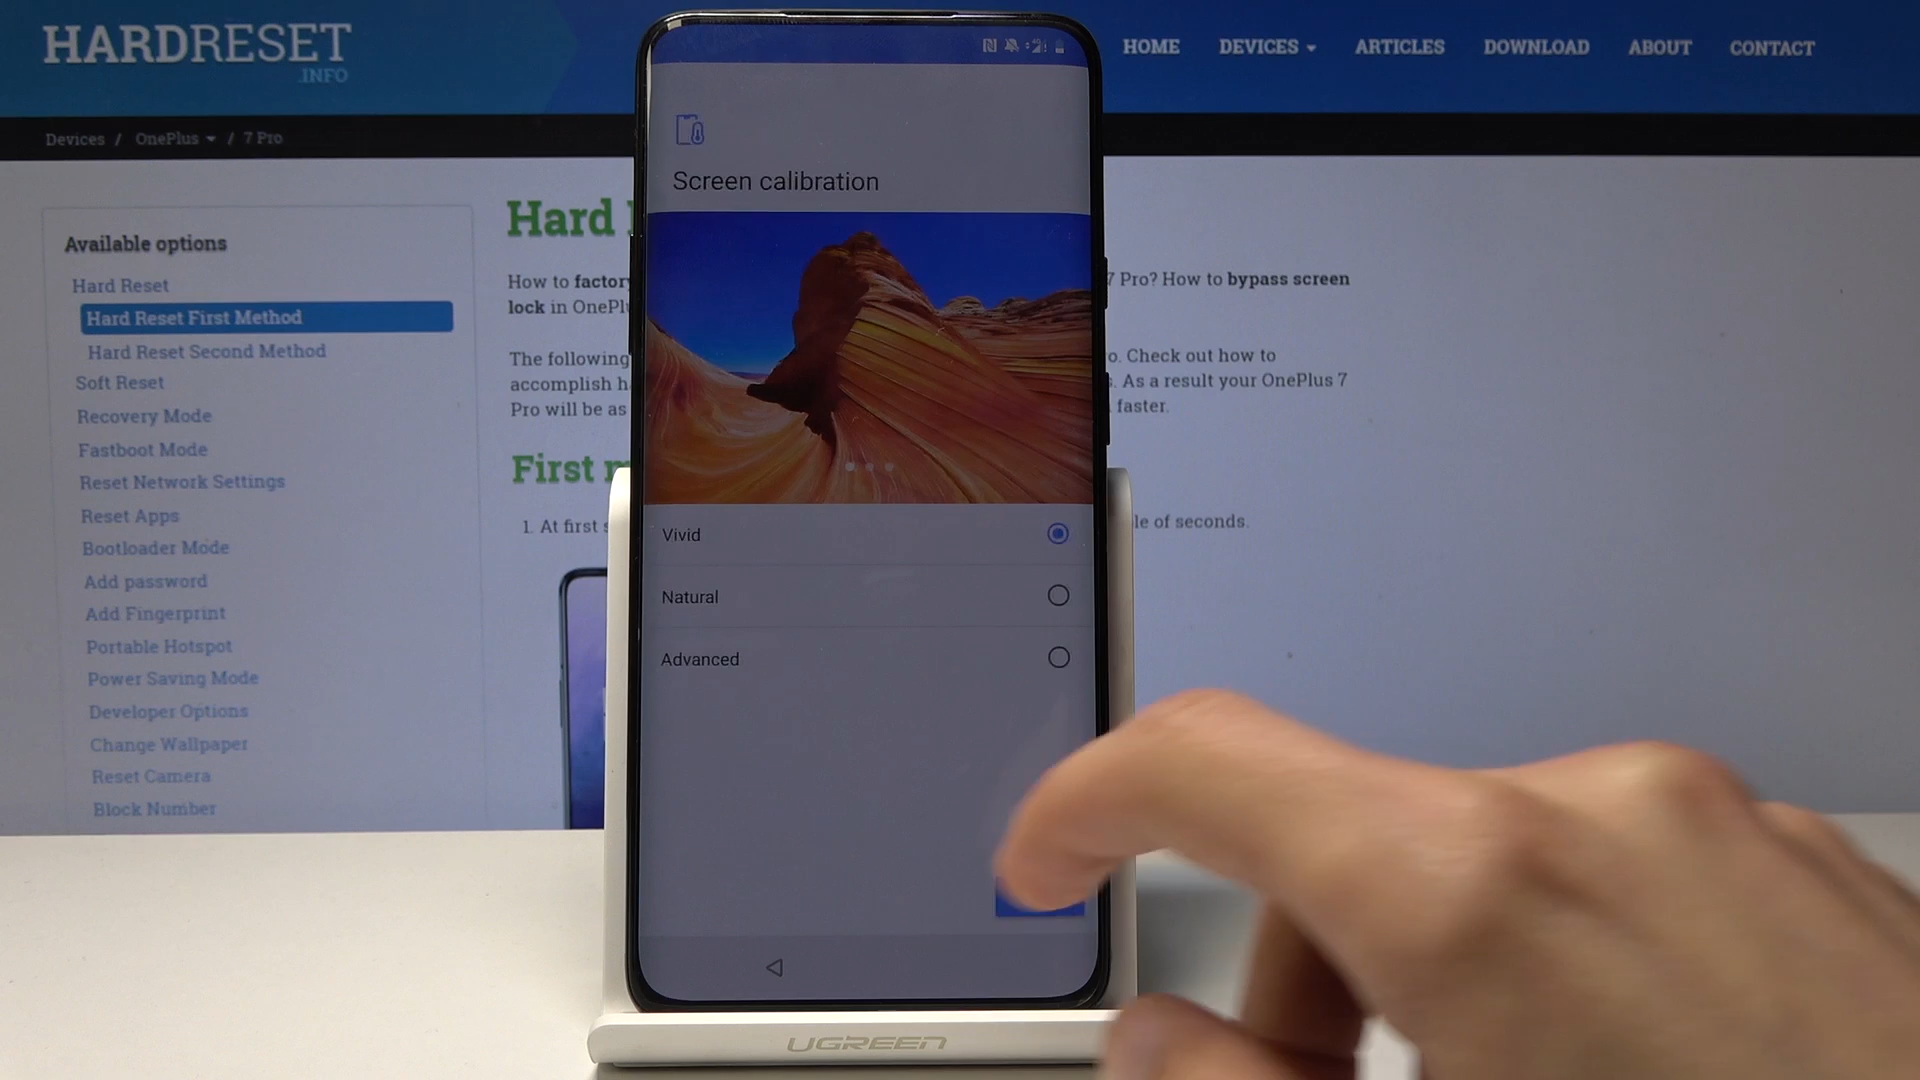 HARDRESET
.INFO
HOME DEVICES ARTICLES DOWNLOAD ABOUT CONTACT
Devices / OnePlus / 7 Pro
Available options
Hard Reset
Hard Reset First Method
Hard Reset Second Method
Soft Reset
Recovery Mode
Fastboot Mode
Reset Network Settings
Reset Apps
Bootloader Mode
Add password
Add Fingerprint
Portable Hotspot
Power Saving Mode
Developer Options
Change Wallpaper
Reset Camera
Block Number
Hard
How to factory
7 Pro? How to bypass screen
lock in OnePl
The following
o. Check out how to
accomplish h
. As a result your OnePlus 7
Pro will be as
faster.
First
1. At first
le of seconds.
Screen calibration
Vivid
Natural
Advanced
UGREEN